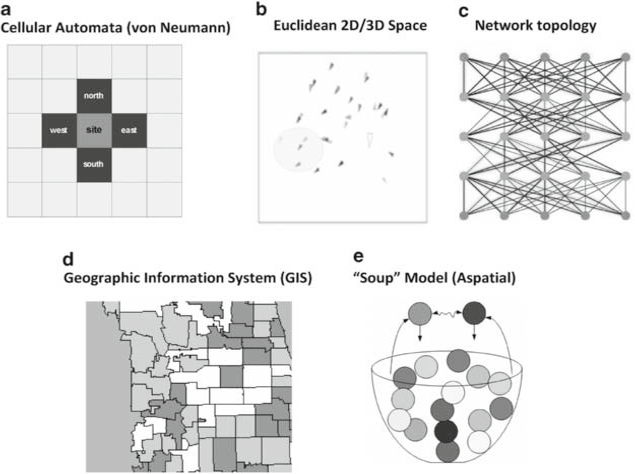 a
Cellular Automata (von Neumann)
north
west
site
east
south
b
Euclidean 2D/3D Space
c
Network topology
d
Geographic Information System (GIS)
e
“Soup” Model (Aspatial)